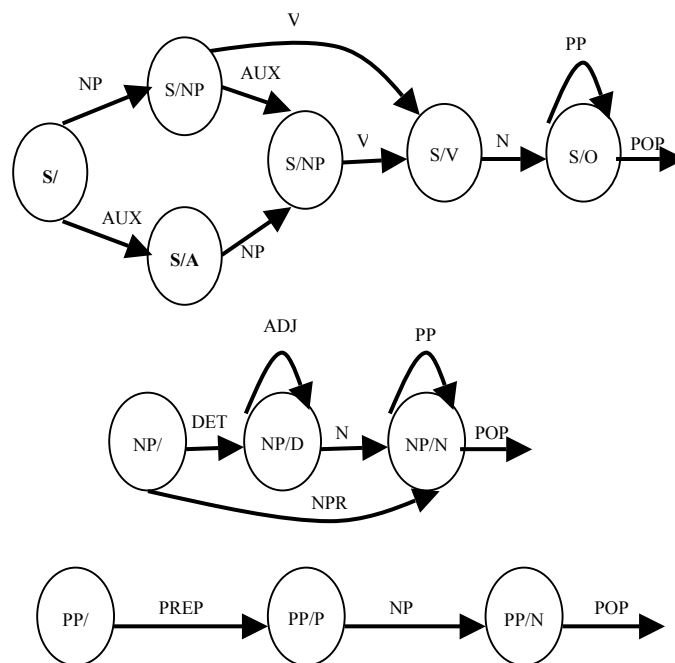 V
PP
NP
S/NP
AUX
S/
S/NP
V
S/V
N
S/O
POP
AUX
S/A
NP
ADJ
PP
NP/
DET
NP/D
N
NP/N
POP
NPR
PP/
PREP
PP/P
NP
PP/N
POP